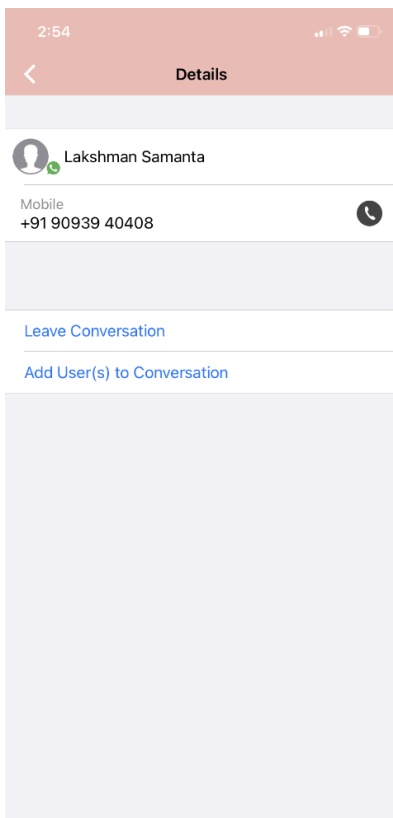 2:54
Details
Lakshman Samanta
Mobile
+91 90939 40408
Leave Conversation
Add User(s) to Conversation